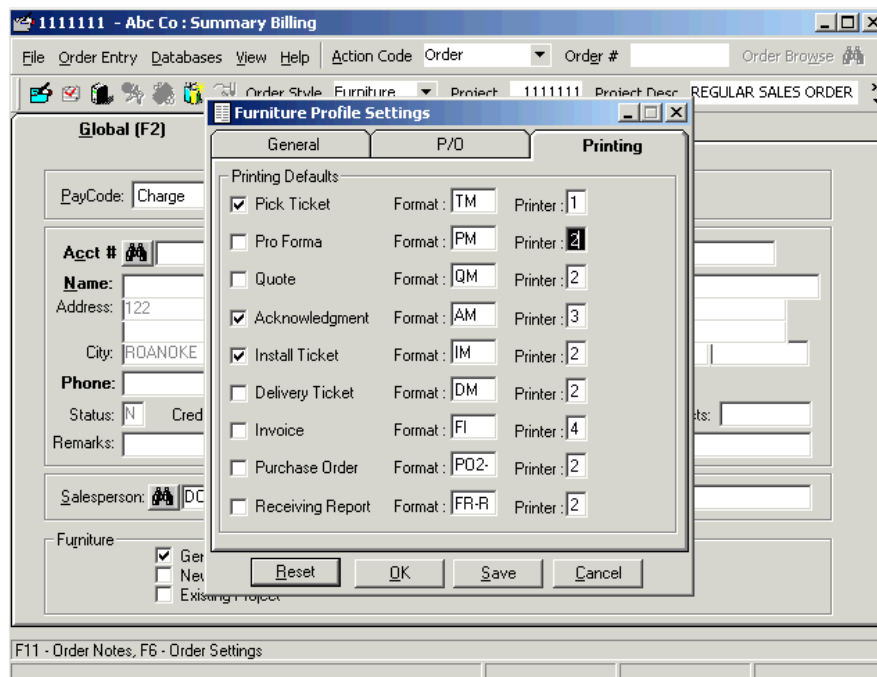 1111111 - Abc Co : Summary Billing
File Order Entry Databases View Help Action Code Order Order # Order Browse
Order Style Furniture Project 1111111 Project Desc REGULAR SALES ORDER
Furniture Profile Settings
Global (F2)
General P/O Printing
Printing Defaults
PayCode: Charge
Pick Ticket Format : TM Printer : 1
Pro Forma Format : PM Printer : 2
Acct #
Quote Format : QM Printer : 2
Name:
Address: 122
Acknowledgment Format : AM Printer : 3
City: ROANOKE
Install Ticket Format : IM Printer : 2
Phone:
Delivery Ticket Format : DM Printer : 2
Status: N Cred
Invoice Format : FI Printer : 4
Remarks:
Purchase Order Format : PO2- Printer : 2
Salesperson: DO
Receiving Report Format : FR-R Printer : 2
Furniture
Reset OK Save Cancel
F11 - Order Notes, F6 - Order Settings